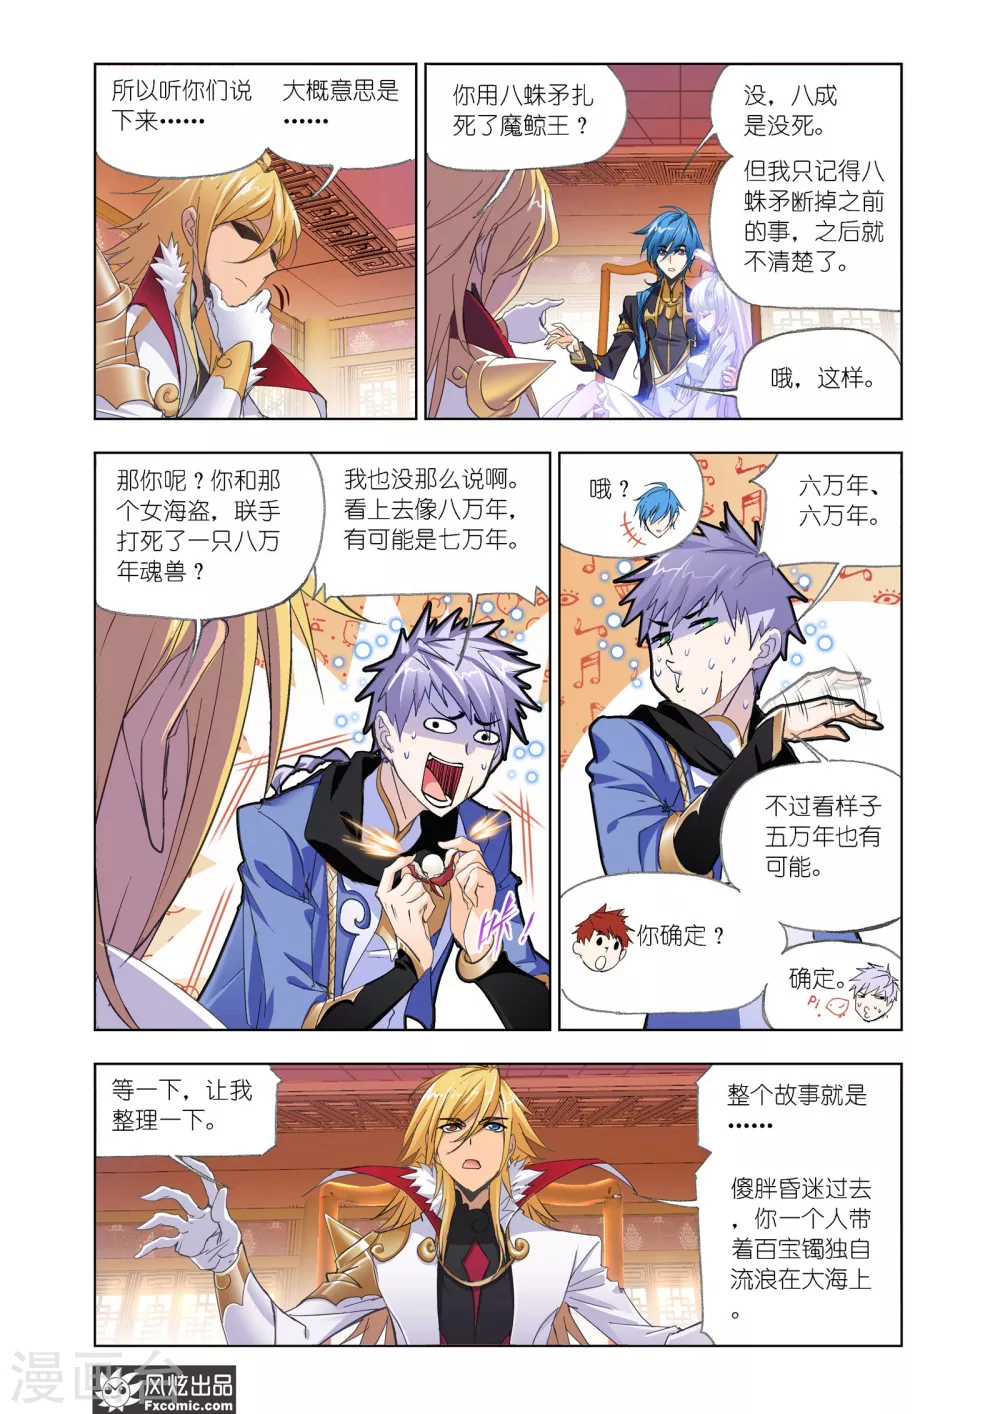 所以听你们说
下来……
大概意思是
……
你用八蛛矛扎
死了魔鲸王？
没，八成
是没死。
但我只记得八
蛛矛断掉之前
的事，之后就
不清楚了。
哦，这样。
那你呢？你和那
个女海盗，联手
打死了一只八万
年魂兽？
我也没那么说啊。
看上去像八万年，
有可能是七万年。
Pi
咔！
哦？
六万年、
六万年。
不过看样子
五万年也有
可能。
你确定？
确定。
Pi
等一下，让我
整理一下。
整个故事就是
……
傻胖昏迷过去
，你一个人带
着百宝镯独自
流浪在大海上
。
漫画台
风炫出品
Fxcomic.com